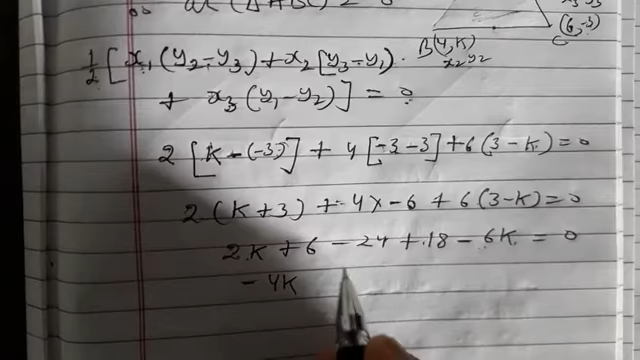 ar (ΔABC) = 0
(6,-3)
B(4,K) C
x2 y2
1/2 [x1(y2-y3)+x2[y3-y1)
+ x3(y1-y2)] = 0
2[K-(-3)] + 4[-3-3]+6(3-K)=0
2(K+3) + 4x-6 + 6(3-K)=0
2K+6-24+18-6K=0
-4K